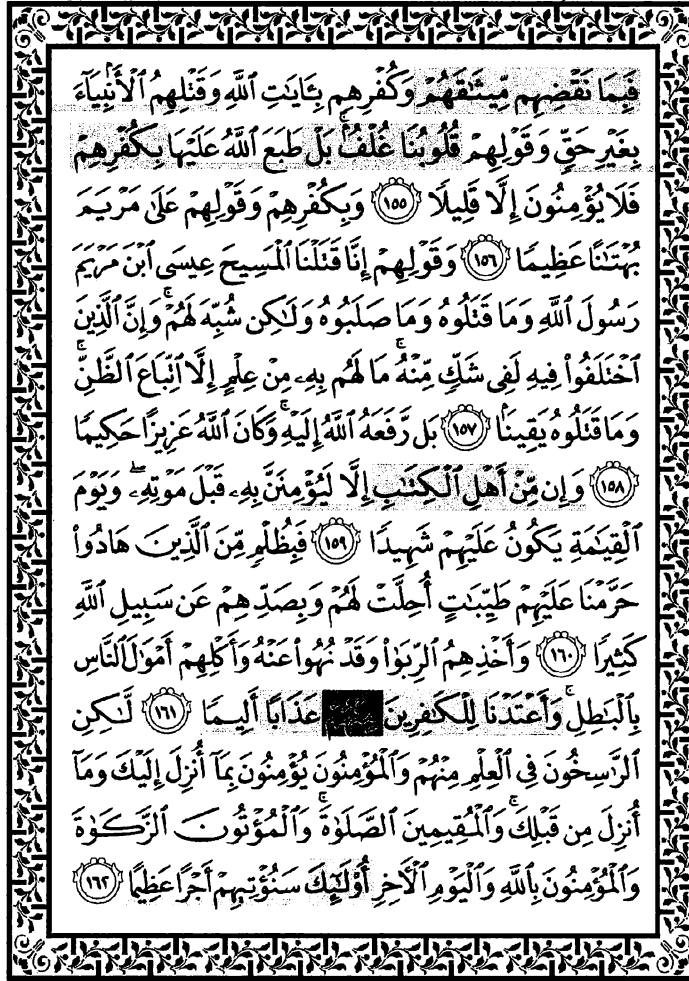 فَبِمَا نَقْضِهِم مِّيثَٰقَهُمْ وَكُفْرِهِم بِـَٔايَٰتِ ٱللَّهِ وَقَتْلِهِمُ ٱلْأَنۢبِيَآءَ
بِغَيْرِ حَقٍّ وَقَوْلِهِمْ قُلُوبُنَا غُلْفٌۢ ۚ بَلْ طَبَعَ ٱللَّهُ عَلَيْهَا بِكُفْرِهِمْ
فَلَا يُؤْمِنُونَ إِلَّا قَلِيلًا ١٥٥ وَبِكُفْرِهِمْ وَقَوْلِهِمْ عَلَىٰ مَرْيَمَ
بُهْتَٰنًا عَظِيمًا ١٥٦ وَقَوْلِهِمْ إِنَّا قَتَلْنَا ٱلْمَسِيحَ عِيسَى ٱبْنَ مَرْيَمَ
رَسُولَ ٱللَّهِ وَمَا قَتَلُوهُ وَمَا صَلَبُوهُ وَلَٰكِن شُبِّهَ لَهُمْ ۚ وَإِنَّ ٱلَّذِينَ
ٱخْتَلَفُوا۟ فِيهِ لَفِى شَكٍّ مِّنْهُ ۚ مَا لَهُم بِهِۦ مِنْ عِلْمٍ إِلَّا ٱتِّبَاعَ ٱلظَّنِّ ۚ
وَمَا قَتَلُوهُ يَقِينًۢا ١٥٧ بَل رَّفَعَهُ ٱللَّهُ إِلَيْهِ ۚ وَكَانَ ٱللَّهُ عَزِيزًا حَكِيمًا
١٥٨ وَإِن مِّنْ أَهْلِ ٱلْكِتَٰبِ إِلَّا لَيُؤْمِنَنَّ بِهِۦ قَبْلَ مَوْتِهِۦ ۖ وَيَوْمَ
ٱلْقِيَٰمَةِ يَكُونُ عَلَيْهِمْ شَهِيدًا ١٥٩ فَبِظُلْمٍ مِّنَ ٱلَّذِينَ هَادُوا۟
حَرَّمْنَا عَلَيْهِمْ طَيِّبَٰتٍ أُحِلَّتْ لَهُمْ وَبِصَدِّهِمْ عَن سَبِيلِ ٱللَّهِ
كَثِيرًا ١٦٠ وَأَخْذِهِمُ ٱلرِّبَوٰا۟ وَقَدْ نُهُوا۟ عَنْهُ وَأَكْلِهِمْ أَمْوَٰلَ ٱلنَّاسِ
بِٱلْبَٰطِلِ ۚ وَأَعْتَدْنَا لِلْكَٰفِرِينَ عَذَابًا أَلِيمًا ١٦١ لَّٰكِنِ
ٱلرَّٰسِخُونَ فِى ٱلْعِلْمِ مِنْهُمْ وَٱلْمُؤْمِنُونَ يُؤْمِنُونَ بِمَآ أُنزِلَ إِلَيْكَ وَمَآ
أُنزِلَ مِن قَبْلِكَ ۚ وَٱلْمُقِيمِينَ ٱلصَّلَوٰةَ ۚ وَٱلْمُؤْتُونَ ٱلزَّكَوٰةَ
وَٱلْمُؤْمِنُونَ بِٱللَّهِ وَٱلْيَوْمِ ٱلْـَٔاخِرِ أُو۟لَٰٓئِكَ سَنُؤْتِيهِمْ أَجْرًا عَظِيمًا ١٦٢